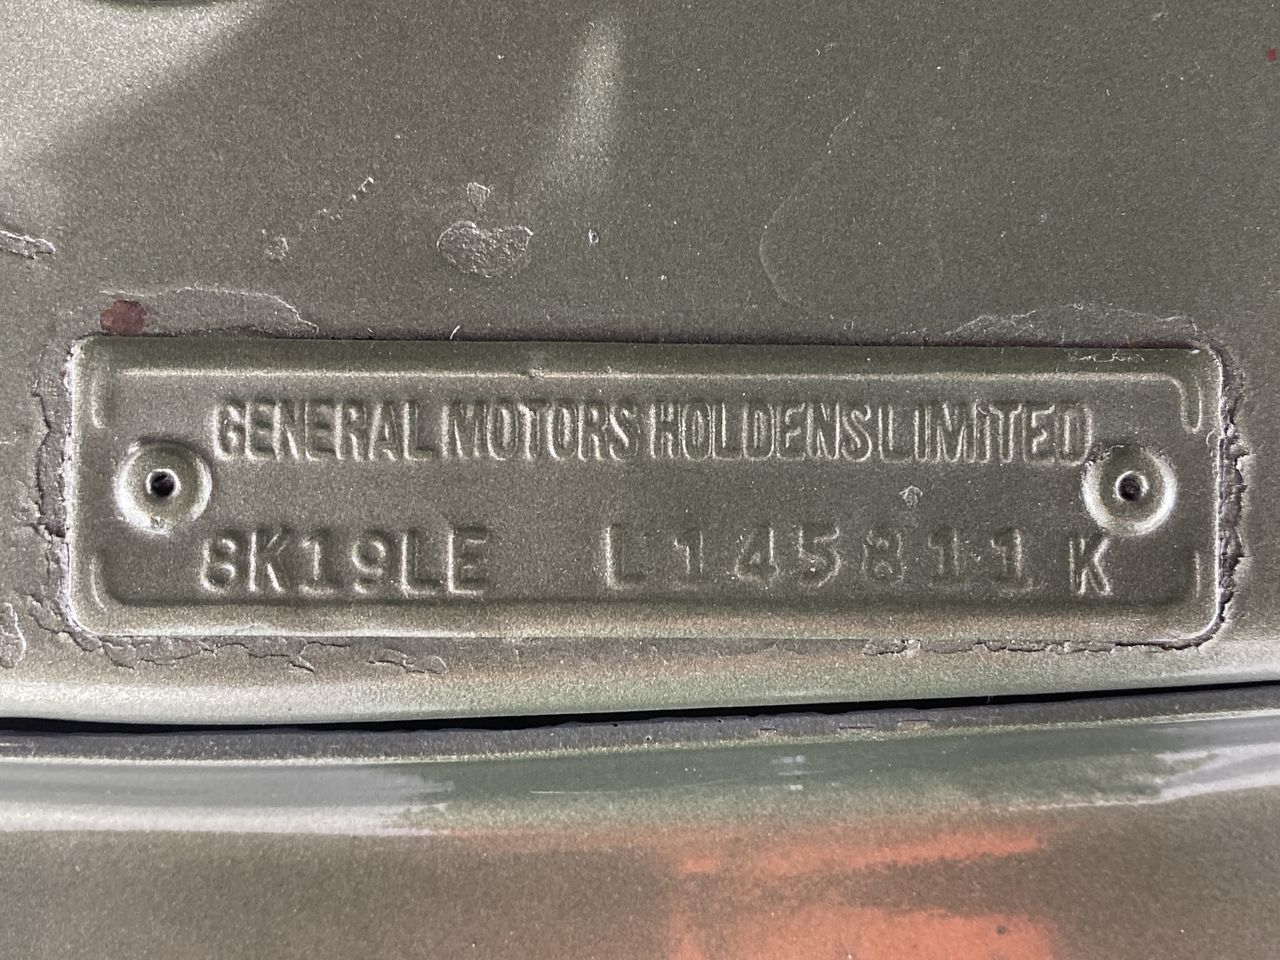 GENERAL MOTORS HOLDENS LIMITED
8K19LE L145811K